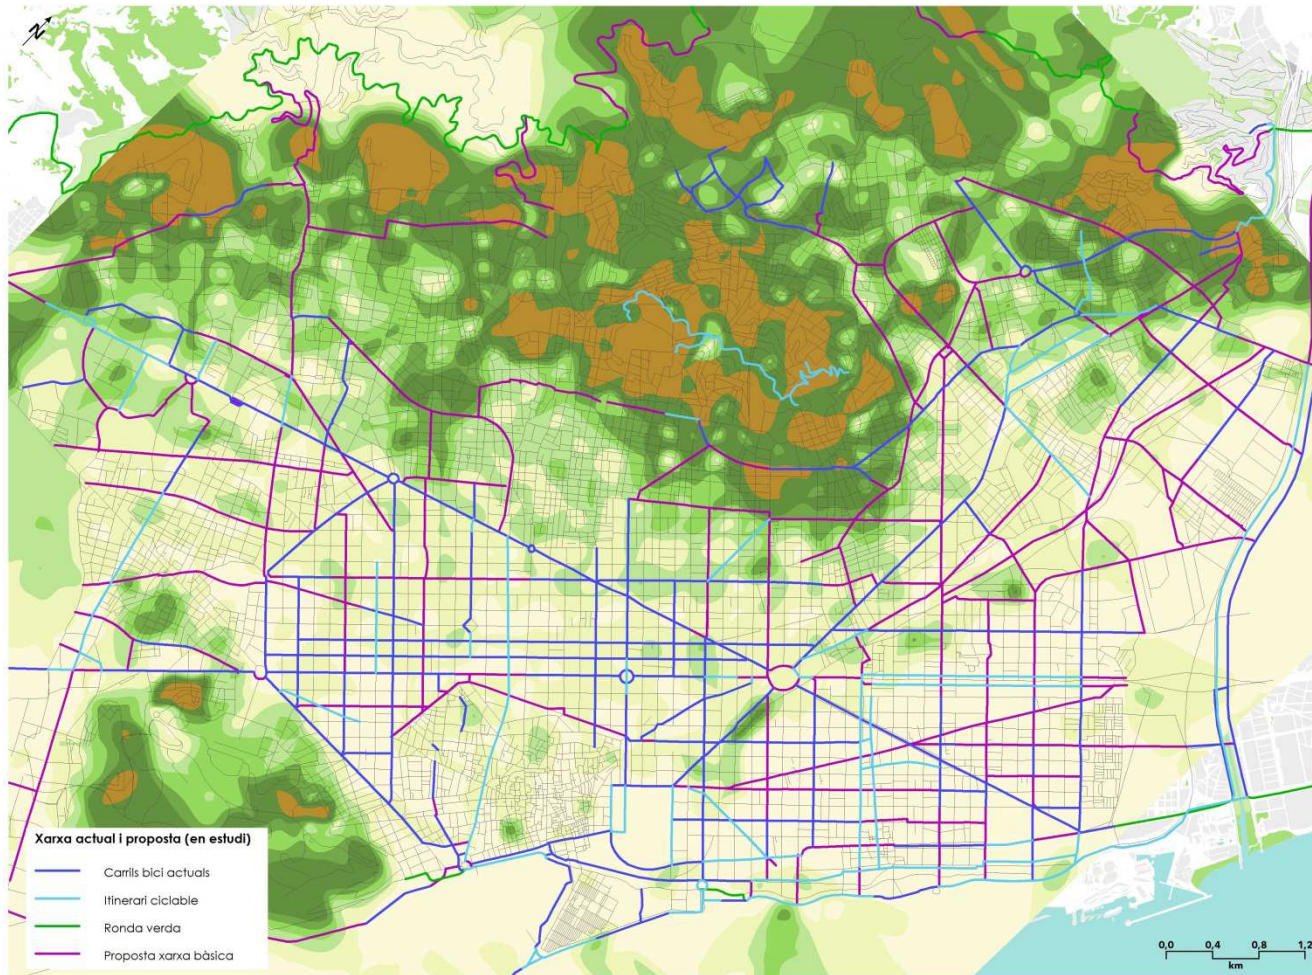 N
Xarxa actual i proposta (en estudi)
Carrils bici actuals
Itinerari ciclable
Ronda verda
Proposta xarxa bàsica
0,0 0,4 0,8 1,2
km